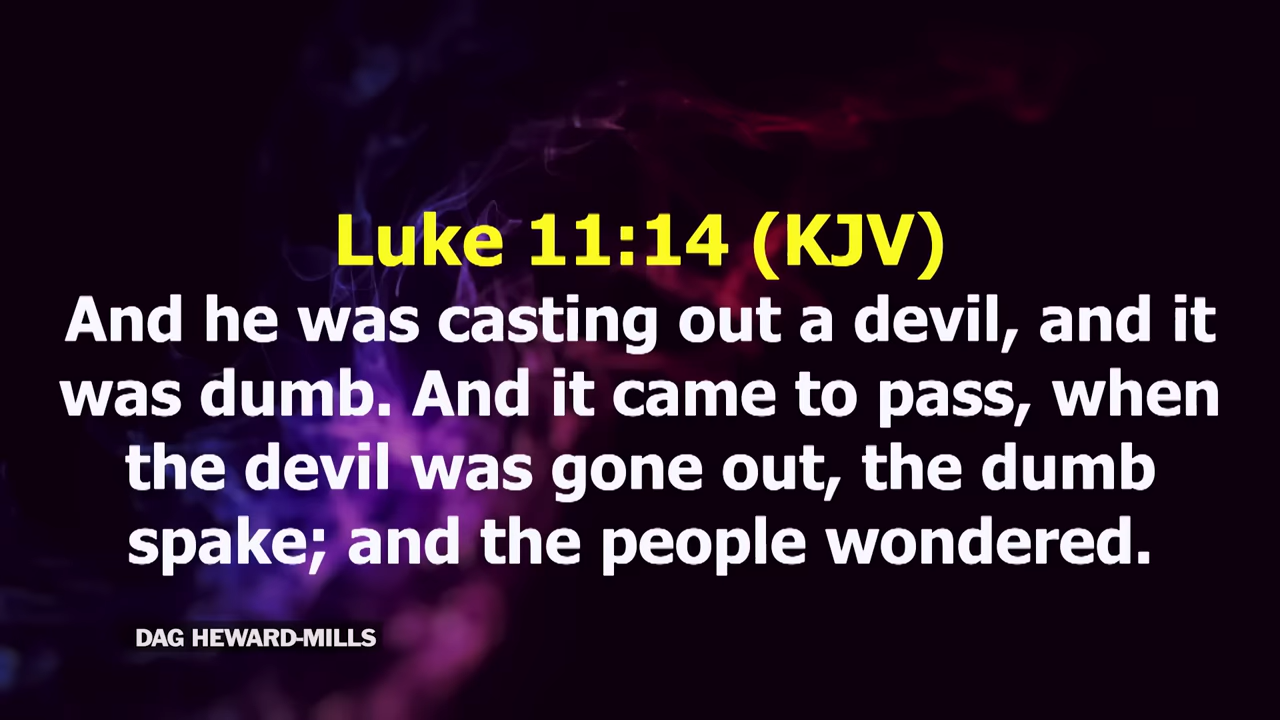 Luke 11:14 (KJV)
And he was casting out a devil, and it
was dumb. And it came to pass, when
the devil was gone out, the dumb
spake; and the people wondered.
DAG HEWARD-MILLS